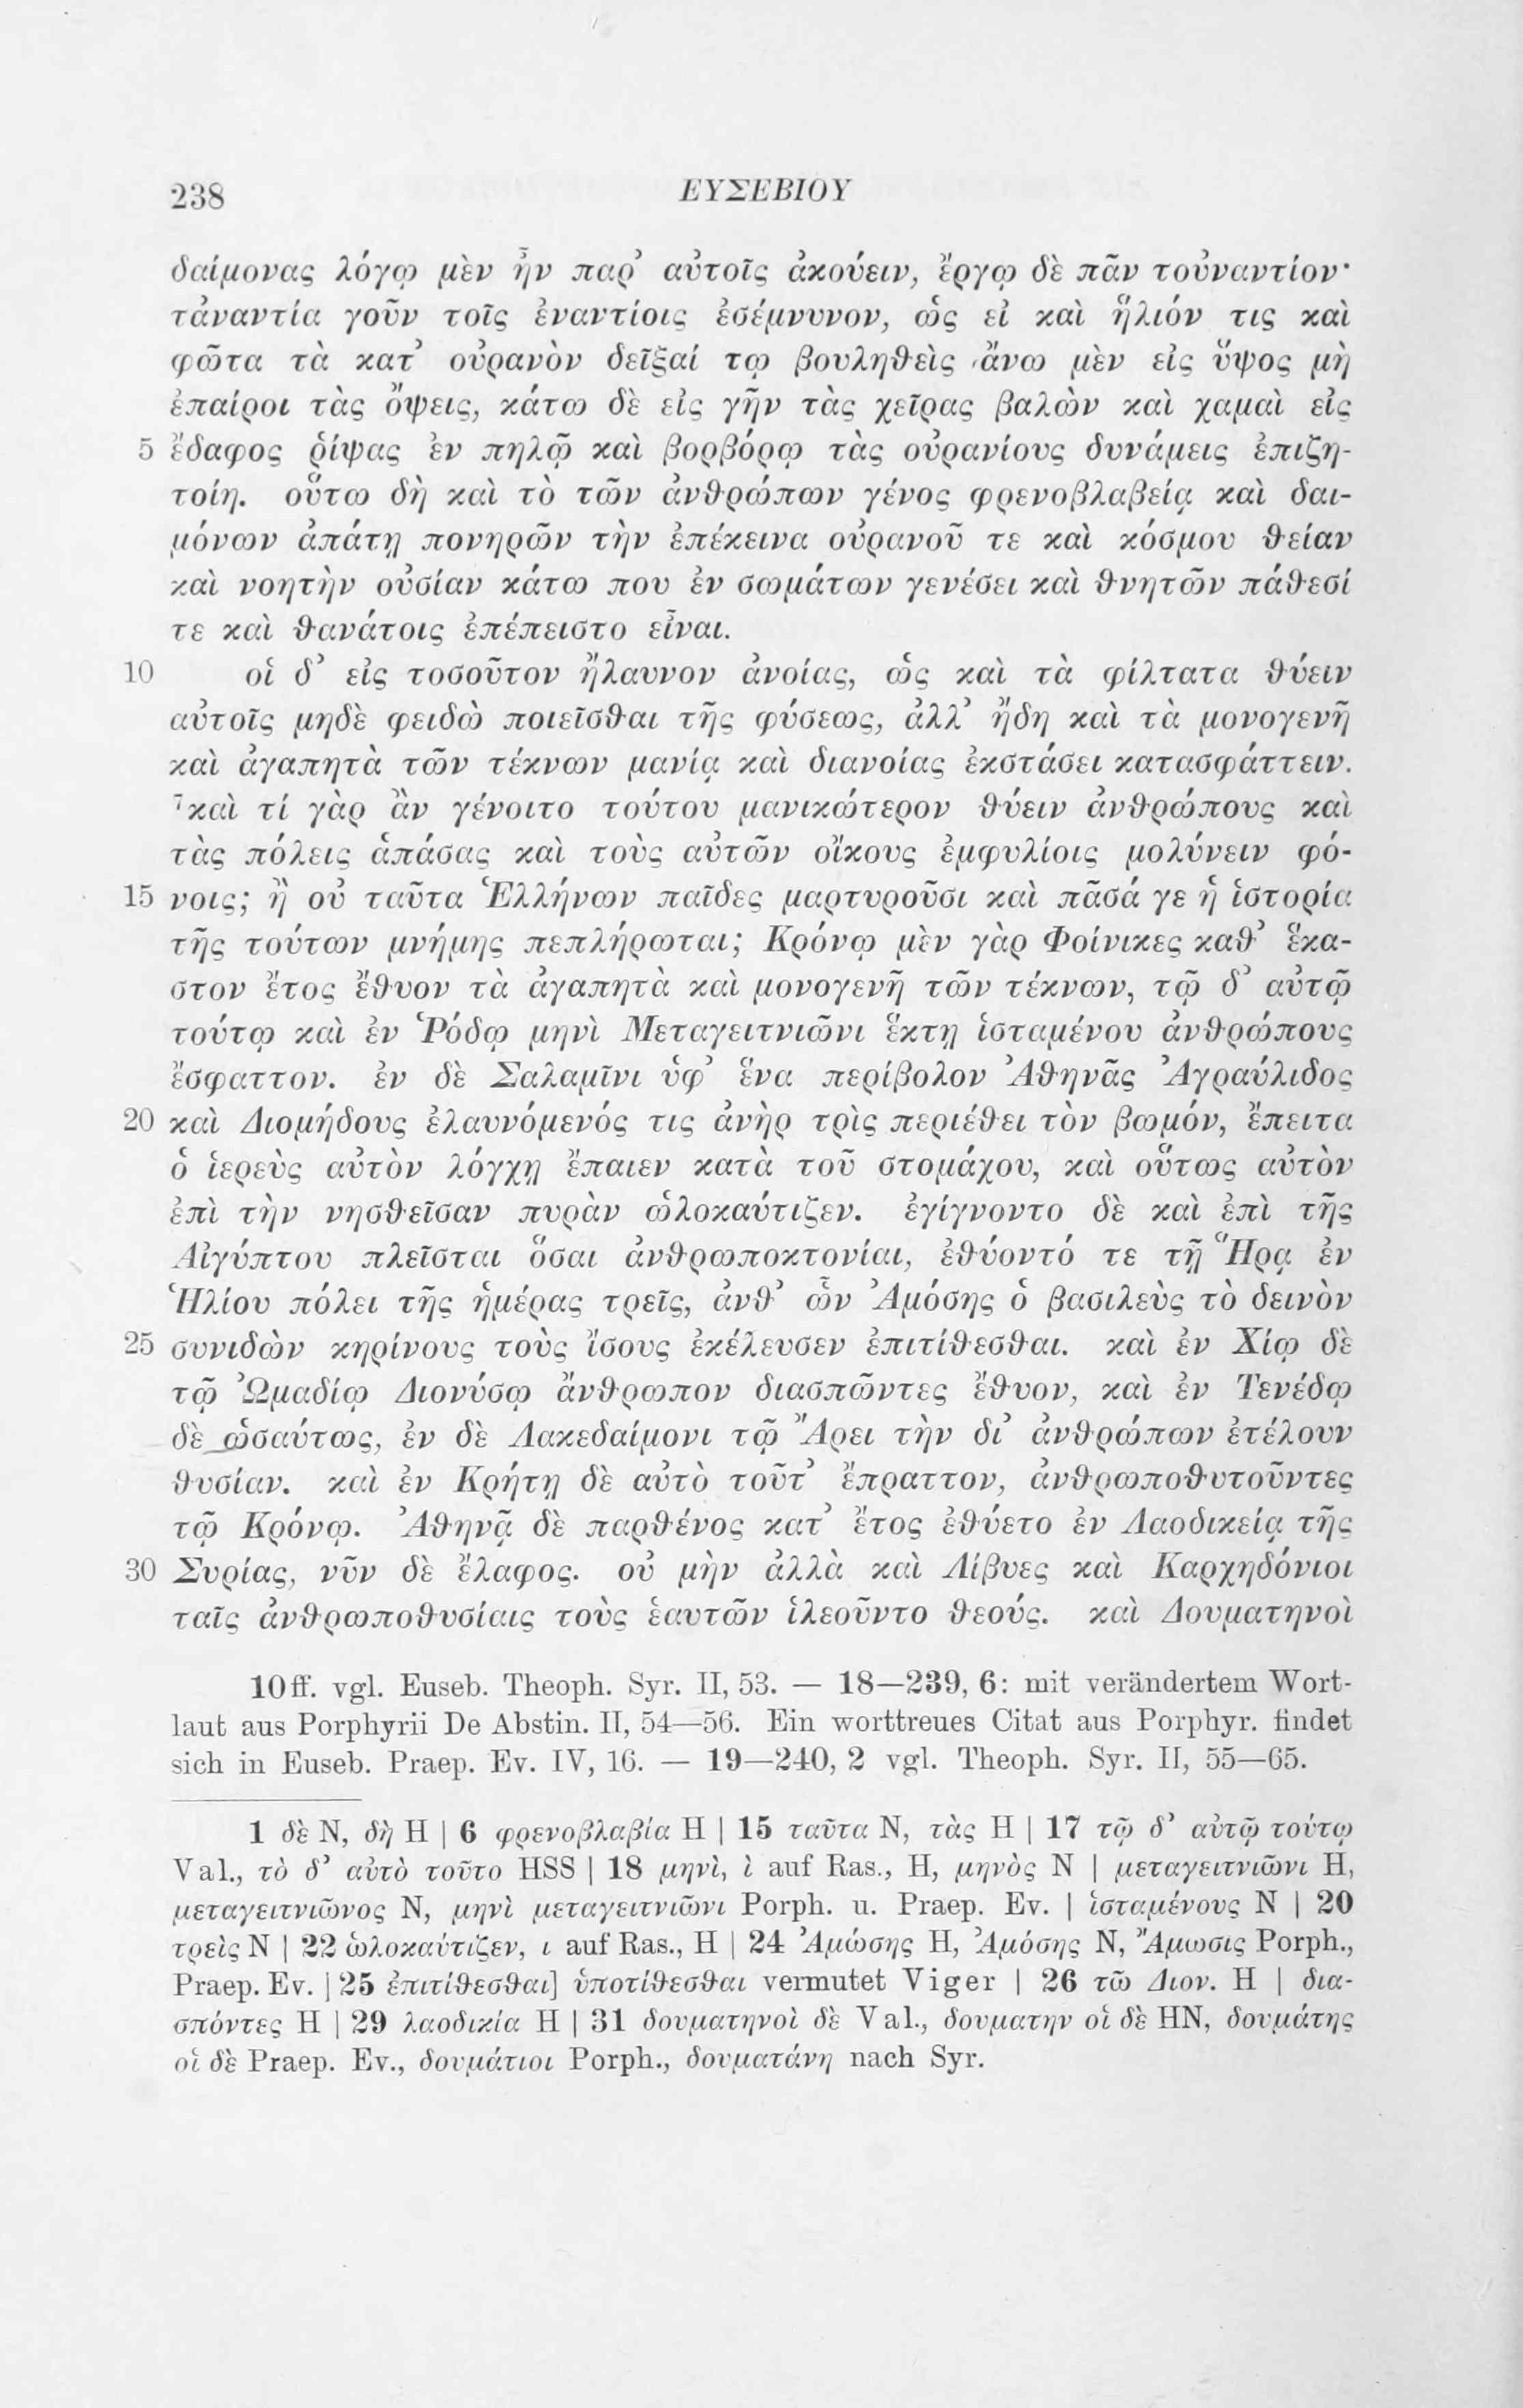 238
ΕΥΣΕΒΙΟΥ
δαίμονας λόγῳ μὲν ἦν παρ’ αὐτοῖς ἀκούειν, ἔργῳ δὲ πᾶν τοὐναντίον·
τἀναντία γοῦν τοῖς ἐναντίοις ἐσέμνυνον, ὡς εἰ καὶ ἥλιόν τις καὶ
φῶτα τὰ κατ’ οὐρανὸν δεῖξαί τῳ βουληθεὶς ἄνω μὲν εἰς ὕψος μὴ
ἐπαίροι τὰς ὄψεις, κάτω δὲ εἰς γῆν τὰς χεῖρας βαλὼν καὶ χαμαὶ εἰς
5 ἔδαφος ῥίψας ἐν πηλῷ καὶ βορβόρῳ τὰς οὐρανίους δυνάμεις ἐπιζη-
τοίη. οὕτω δὴ καὶ τὸ τῶν ἀνθρώπων γένος φρενοβλαβείᾳ καὶ δαι-
μόνων ἀπάτῃ πονηρῶν τὴν ἐπέκεινα οὐρανοῦ τε καὶ κόσμου θείαν
καὶ νοητὴν οὐσίαν κάτω που ἐν σωμάτων γενέσει καὶ θνητῶν πάθεσί
τε καὶ θανάτοις ἐπέπειστο εἶναι.
10 οἱ δ’ εἰς τοσοῦτον ἤλαυνον ἀνοίας, ὡς καὶ τὰ φίλτατα θύειν
αὐτοῖς μηδὲ φειδὼ ποιεῖσθαι τῆς φύσεως, ἀλλ’ ἤδη καὶ τὰ μονογενῆ
καὶ ἀγαπητὰ τῶν τέκνων μανίᾳ καὶ διανοίας ἐκστάσει κατασφάττειν.
7 καὶ τί γὰρ ἂν γένοιτο τούτου μανικώτερον θύειν ἀνθρώπους καὶ
τὰς πόλεις ἁπάσας καὶ τοὺς αὐτῶν οἴκους ἐμφυλίοις μολύνειν φό-
15 νοις; ἢ οὐ ταῦτα Ἑλλήνων παῖδες μαρτυροῦσι καὶ πᾶσά γε ἡ ἱστορία
τῆς τούτων μνήμης πεπλήρωται; Κρόνῳ μὲν γὰρ Φοίνικες καθ’ ἕκα-
στον ἔτος ἔθυον τὰ ἀγαπητὰ καὶ μονογενῆ τῶν τέκνων, τῷ δ’ αὐτῷ
τούτῳ καὶ ἐν Ῥόδῳ μηνὶ Μεταγειτνιῶνι ἕκτῃ ἱσταμένου ἀνθρώπους
ἔσφαττον. ἐν δὲ Σαλαμῖνι ὑφ’ ἕνα περίβολον Ἀθηνᾶς Ἀγραύλιδος
20 καὶ Διομήδους ἐλαυνόμενός τις ἀνὴρ τρὶς περιέθει τὸν βωμόν, ἔπειτα
ὁ ἱερεὺς αὐτὸν λόγχῃ ἔπαιεν κατὰ τοῦ στομάχου, καὶ οὕτως αὐτὸν
ἐπὶ τὴν νησθεῖσαν πυρὰν ὡλοκαύτιζεν. ἐγίγνοντο δὲ καὶ ἐπὶ τῆς
Αἰγύπτου πλεῖσται ὅσαι ἀνθρωποκτονίαι, ἐθύοντό τε τῇ Ἥρᾳ ἐν
Ἡλίου πόλει τῆς ἡμέρας τρεῖς, ἀνθ’ ὧν Ἀμόσης ὁ βασιλεὺς τὸ δεινὸν
25 συνιδὼν κηρίνους τοὺς ἴσους ἐκέλευσεν ἐπιτίθεσθαι. καὶ ἐν Χίῳ δὲ
τῷ Ὠμαδίῳ Διονύσῳ ἄνθρωπον διασπῶντες ἔθυον, καὶ ἐν Τενέδῳ
δὲ ὡσαύτως, ἐν δὲ Λακεδαίμονι τῷ Ἄρει τὴν δι’ ἀνθρώπων ἐτέλουν
θυσίαν. καὶ ἐν Κρήτῃ δὲ αὐτὸ τοῦτ’ ἔπραττον, ἀνθρωποθυτοῦντες
τῷ Κρόνῳ. Ἀθηνᾷ δὲ παρθένος κατ’ ἔτος ἐθύετο ἐν Λαοδικείᾳ τῆς
30 Συρίας, νῦν δὲ ἔλαφος. οὐ μὴν ἀλλὰ καὶ Λίβυες καὶ Καρχηδόνιοι
ταῖς ἀνθρωποθυσίαις τοὺς ἑαυτῶν ἱλεοῦντο θεούς. καὶ Δουματηνοὶ
10ff. vgl. Euseb. Theoph. Syr. II, 53. — 18—239, 6: mit verändertem Wort-
laut aus Porphyrii De Abstin. II, 54—56. Ein worttreues Citat aus Porphyr. findet
sich in Euseb. Praep. Ev. IV, 16. — 19—240, 2 vgl. Theoph. Syr. II, 55—65.
1 δὲ N, δὴ H | 6 φρενοβλαβία H | 15 ταῦτα N, τὰς H | 17 τῷ δ’ αὐτῷ τούτῳ
Val., τὸ δ’ αὐτὸ τοῦτο HSS | 18 μηνὶ, ὶ auf Ras., H, μηνὸς N | μεταγειτνιῶνι H,
μεταγειτνιῶνος N, μηνὶ μεταγειτνιῶνι Porph. u. Praep. Ev. | ἱσταμένους N | 20
τρεὶς N | 22 ὡλοκαύτιζεν, ι auf Ras., H | 24 Ἀμώσης H, Ἀμόσης N, Ἄμωσις Porph.,
Praep. Ev. | 25 ἐπιτίθεσθαι] ὑποτίθεσθαι vermutet Viger | 26 τῶ Διον. H | δια-
σπόντες H | 29 λαοδικία H | 31 δουματηνοὶ δὲ Val., δουματην οἱ δὲ HN, δουμάτης
οἱ δὲ Praep. Ev., δουμάτιοι Porph., δουματάνη nach Syr.